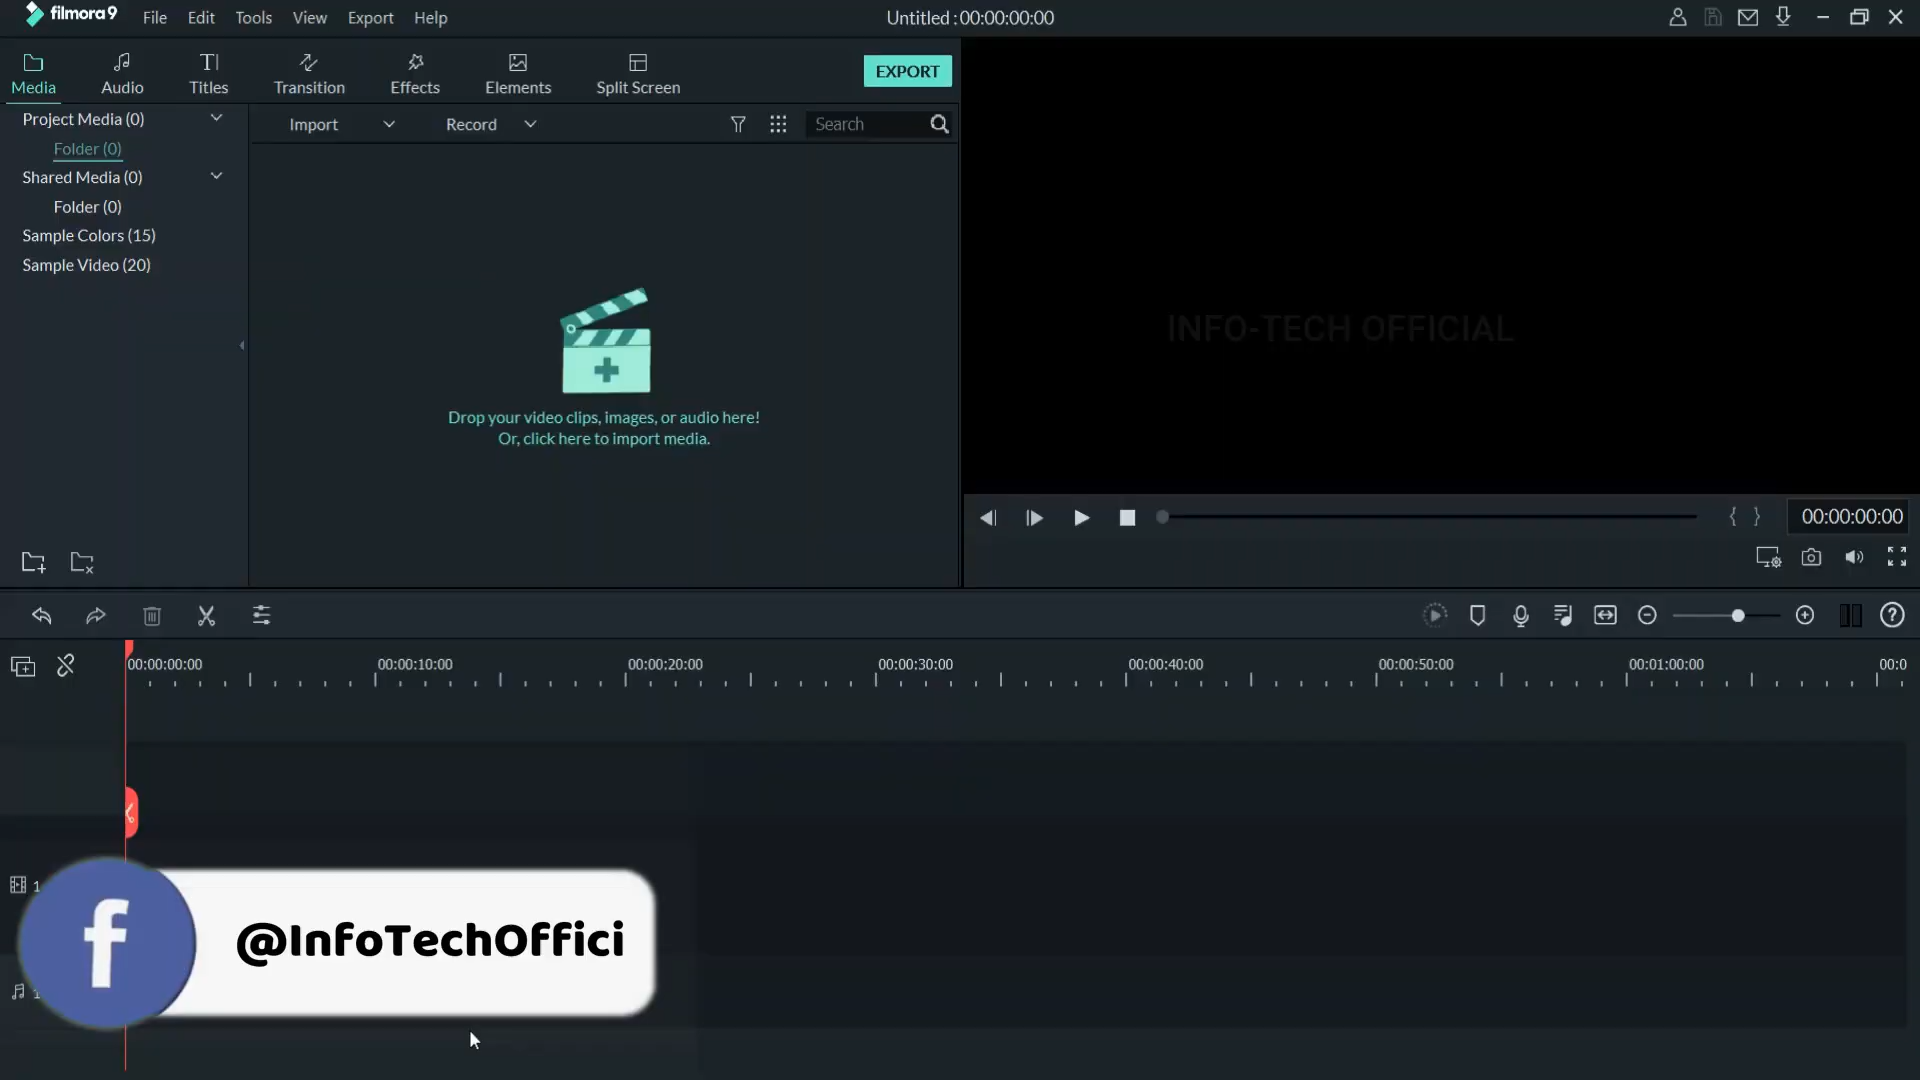 filmora9
File Edit Tools View Export Help
Untitled : 00:00:00:00
Media Audio Titles Transition Effects Elements Split Screen
EXPORT
Project Media (0)
Folder (0)
Shared Media (0)
Folder (0)
Sample Colors (15)
Sample Video (20)
Import Record Search
Drop your video clips, images, or audio here!
Or, click here to import media.
INFO-TECH OFFICIAL
00:00:00:00
00:00:00:00 00:00:10:00 00:00:20:00 00:00:30:00 00:00:40:00 00:00:50:00 00:01:00:00 00:0
1
f
@InfoTechOffici
1